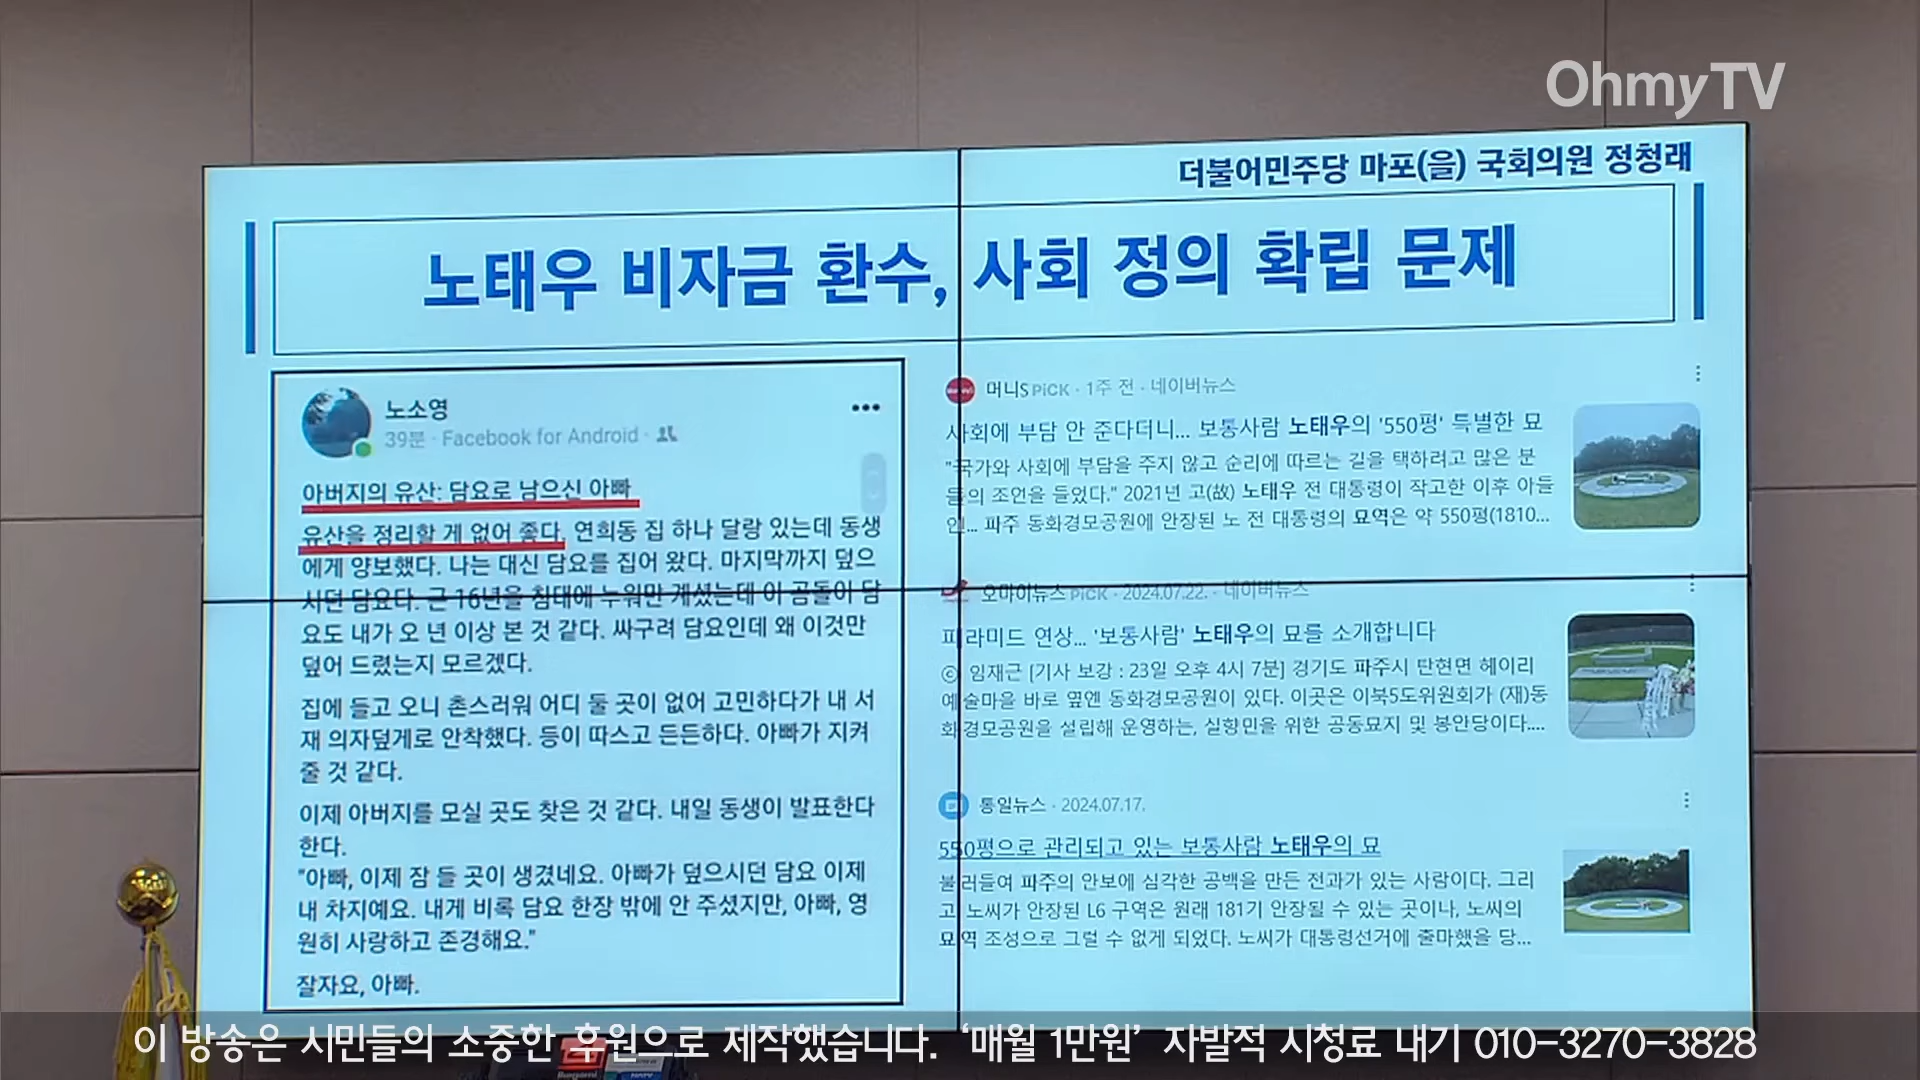 OhmyTV
더불어민주당 마포(을) 국회의원 정청래
노태우 비자금 환수, 사회 정의 확립 문제
노소영
39분 · Facebook for Android ·
아버지의 유산: 담요로 남으신 아빠
유산을 정리할 게 없어 좋다. 연희동 집 하나 달랑 있는데 동생
에게 양보했다. 나는 대신 담요를 집어 왔다. 마지막까지 덮으
시던 담요다. 근 16년을 침대에 누워만 계셨는데 이 곰돌이 담
요도 내가 오 년 이상 본 것 같다. 싸구려 담요인데 왜 이것만
덮어 드렸는지 모르겠다.
집에 들고 오니 촌스러워 어디 둘 곳이 없어 고민하다가 내 서
재 의자덮게로 안착했다. 등이 따스고 든든하다. 아빠가 지켜
줄 것 같다.
이제 아버지를 모실 곳도 찾은 것 같다. 내일 동생이 발표한다
한다.
"아빠, 이제 잠 들 곳이 생겼네요. 아빠가 덮으시던 담요 이제
내 차지예요. 내게 비록 담요 한장 밖에 안 주셨지만, 아빠, 영
원히 사랑하고 존경해요."
잘자요, 아빠.
머니S PiCK · 1주 전 · 네이버뉴스
사회에 부담 안 준다더니... 보통사람 노태우의 '550평' 특별한 묘
"국가와 사회에 부담을 주지 않고 순리에 따르는 길을 택하려고 많은 분
들의 조언을 들었다." 2021년 고(故) 노태우 전 대통령이 작고한 이후 아들
인... 파주 동화경모공원에 안장된 노 전 대통령의 묘역은 약 550평(1810...
오마이뉴스 PiCK · 2024.07.22. · 네이버뉴스
피라미드 연상... '보통사람' 노태우의 묘를 소개합니다
ⓒ 임재근 [기사 보강 : 23일 오후 4시 7분] 경기도 파주시 탄현면 헤이리
예술마을 바로 옆엔 동화경모공원이 있다. 이곳은 이북5도위원회가 (재)동
화경모공원을 설립해 운영하는, 실향민을 위한 공동묘지 및 봉안당이다....
통일뉴스 · 2024.07.17.
550평으로 관리되고 있는 보통사람 노태우의 묘
불러들여 파주의 안보에 심각한 공백을 만든 전과가 있는 사람이다. 그리
고 노씨가 안장된 L6 구역은 원래 181기 안장될 수 있는 곳이나, 노씨의
묘역 조성으로 그럴 수 없게 되었다. 노씨가 대통령선거에 출마했을 당...
이 방송은 시민들의 소중한 후원으로 제작했습니다. ‘매월 1만원’ 자발적 시청료 내기 010-3270-3828